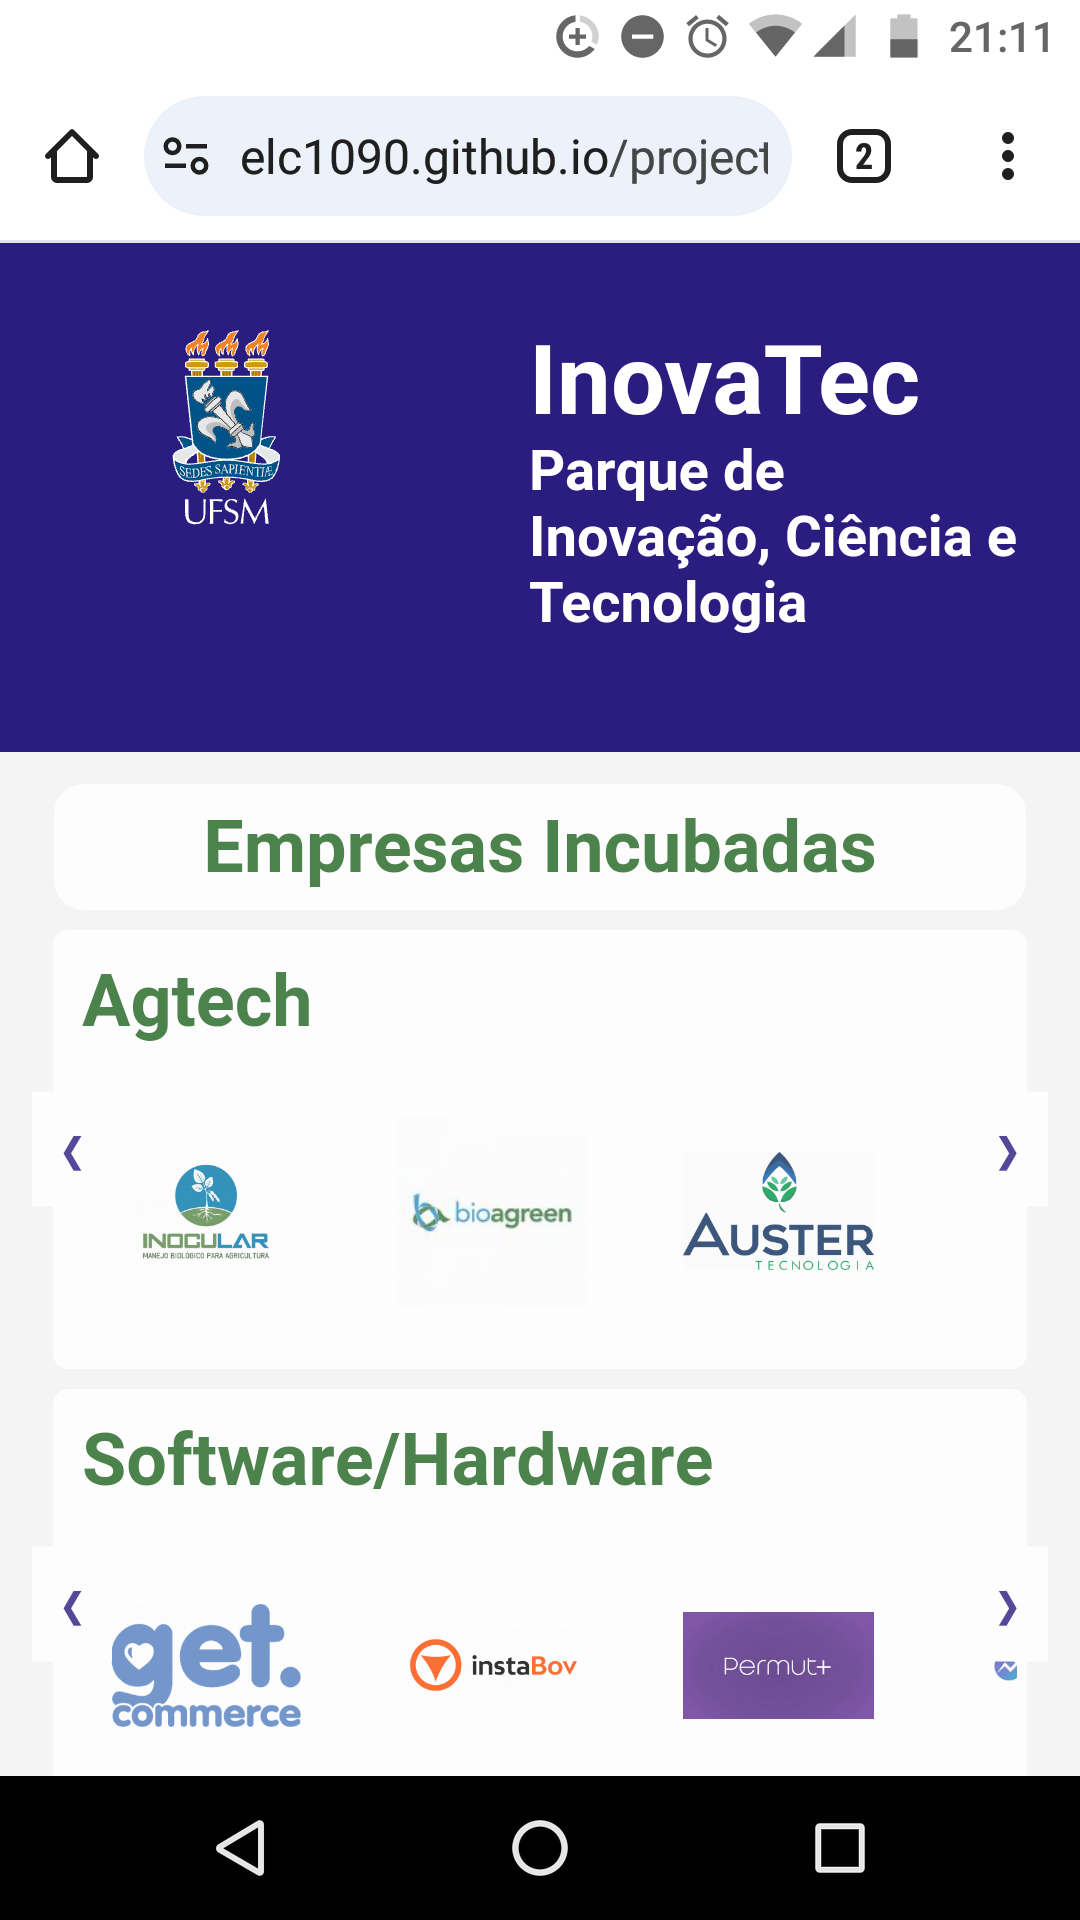 21:11
elc1090.github.io/project
2
InovaTec
Parque de
Inovação, Ciência e
Tecnologia
SEDES SAPIENTIÆ
UFSM
Empresas Incubadas
Agtech
❮
❯
INOCULAR
MANEJO BIOLÓGICO PARA AGRICULTURA
bioagreen
AUSTER
TECNOLOGIA
Software/Hardware
❮
❯
get.
commerce
instaBov
Permut+